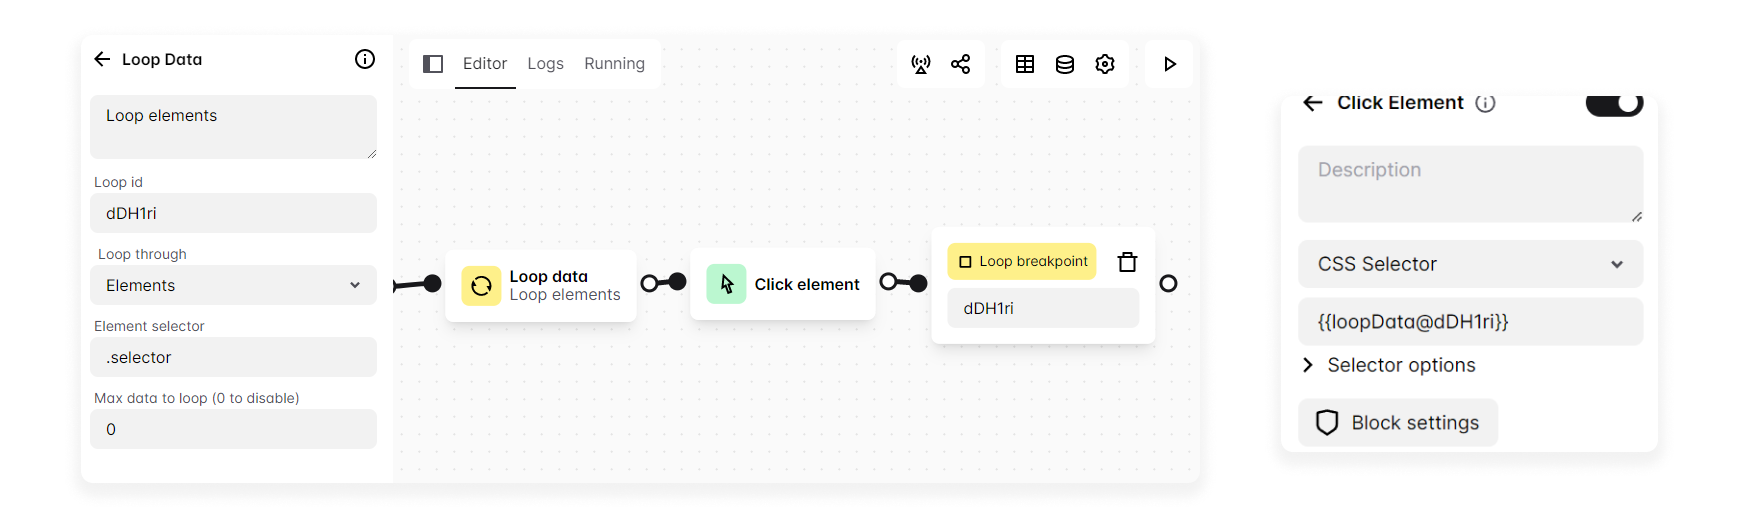 Loop Data
Loop elements
Loop id
dDH1ri
Loop through
Elements
Element selector
.selector
Max data to loop (0 to disable)
0
Editor Logs Running
Loop data
Loop elements
Click element
Loop breakpoint
dDH1ri
Click Element
Description
CSS Selector
{{loopData@dDH1ri}}
Selector options
Block settings